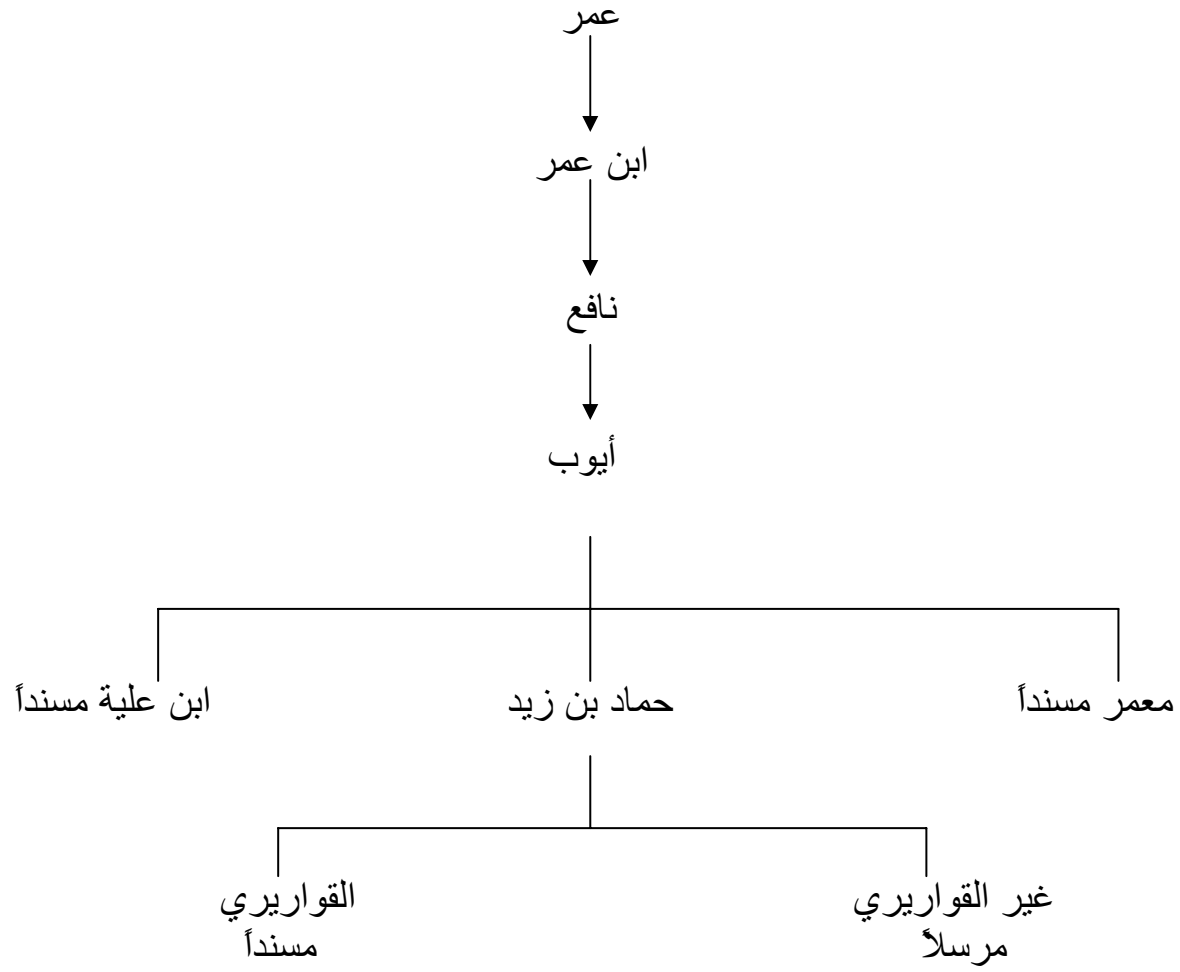 عمر
ابن عمر
نافع
أيوب
معمر مسنداً
حماد بن زيد
ابن علية مسنداً
غير القواريري
مرسلاً
القواريري
مسنداً